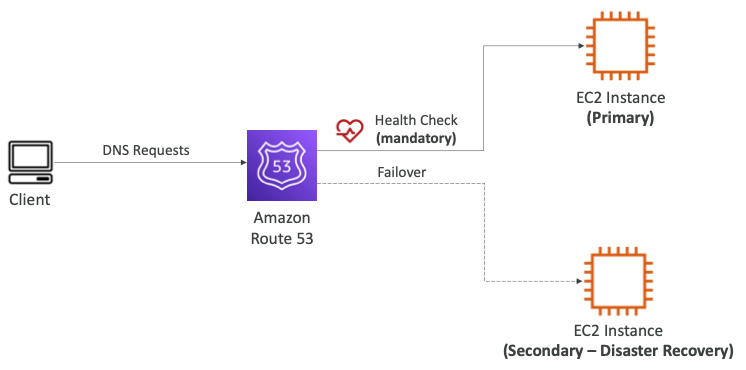 EC2 Instance
(Primary)
Health Check
(mandatory)
DNS Requests
53
Failover
Client
Amazon
Route 53
EC2 Instance
(Secondary – Disaster Recovery)